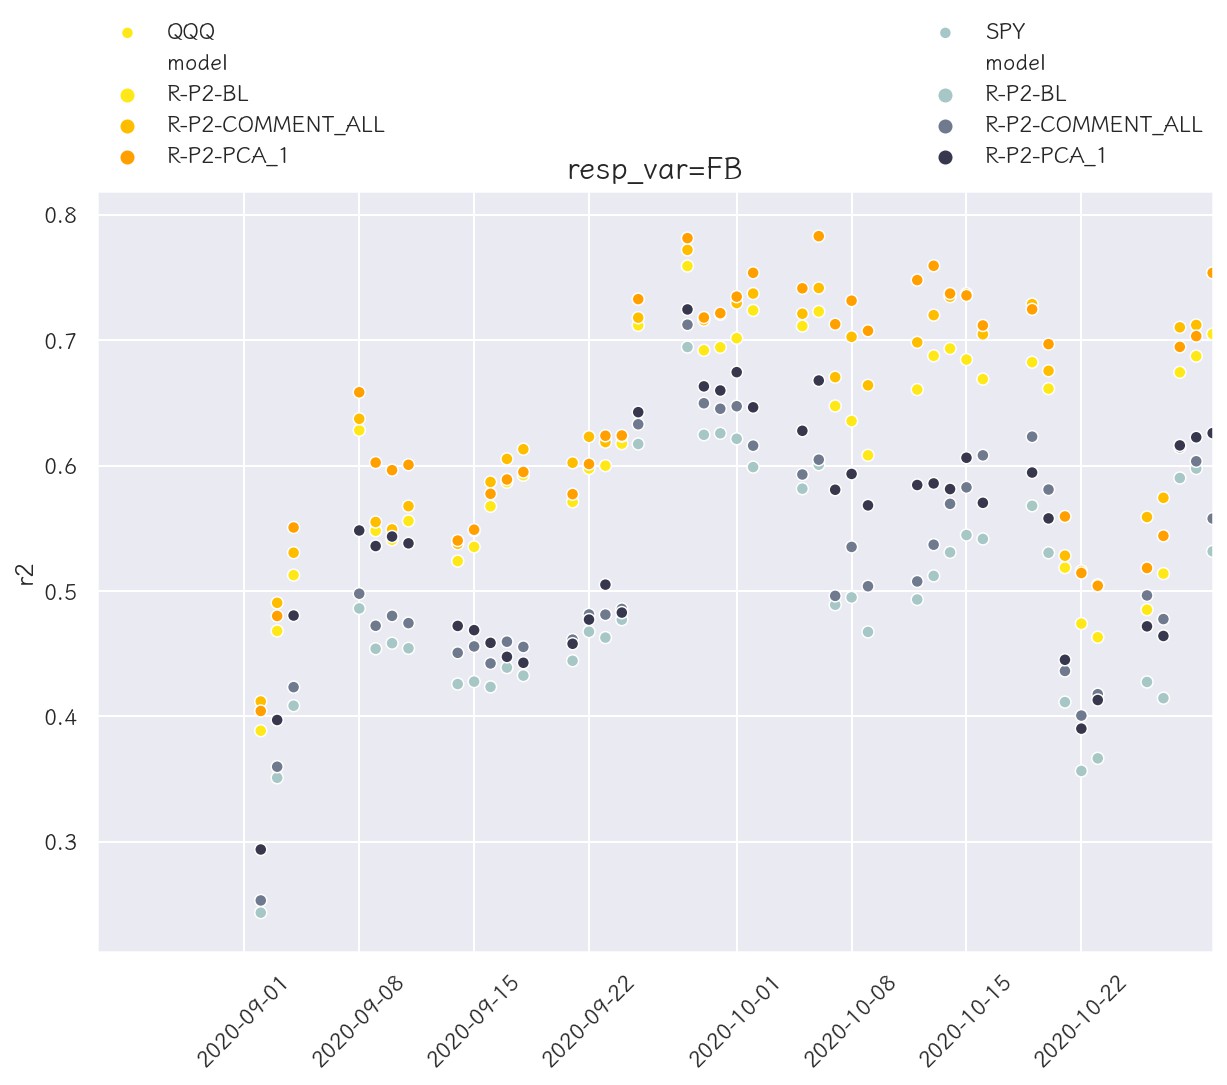 QQQ
model
R-P2-BL
R-P2-COMMENT_ALL
R-P2-PCA_1
SPY
model
R-P2-BL
R-P2-COMMENT_ALL
R-P2-PCA_1
resp_var=FB
r2
0.8
0.7
0.6
0.5
0.4
0.3
2020-09-01
2020-09-08
2020-09-15
2020-09-22
2020-10-01
2020-10-08
2020-10-15
2020-10-22